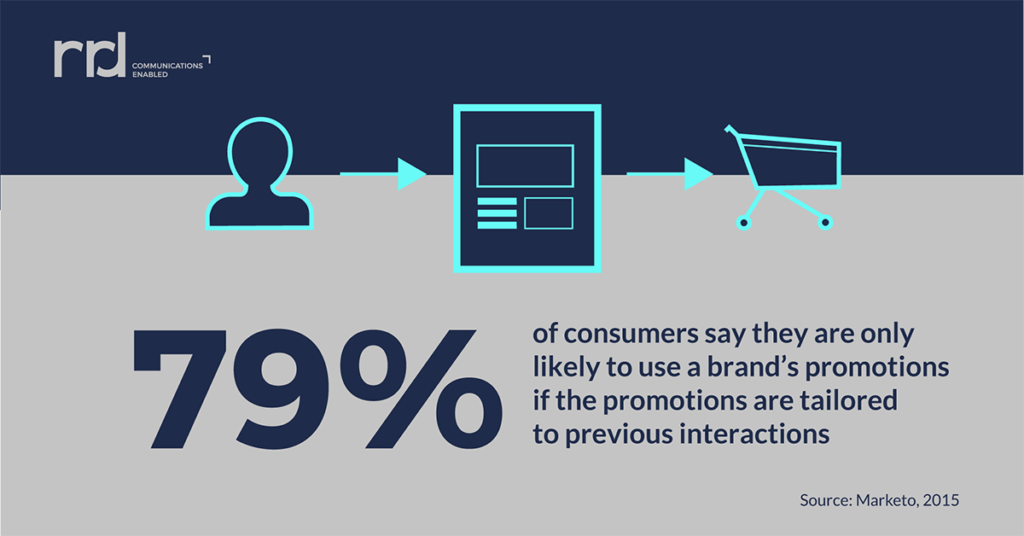 rrd
COMMUNICATIONS
ENABLED
79%
of consumers say they are only
likely to use a brand’s promotions
if the promotions are tailored
to previous interactions
Source: Marketo, 2015